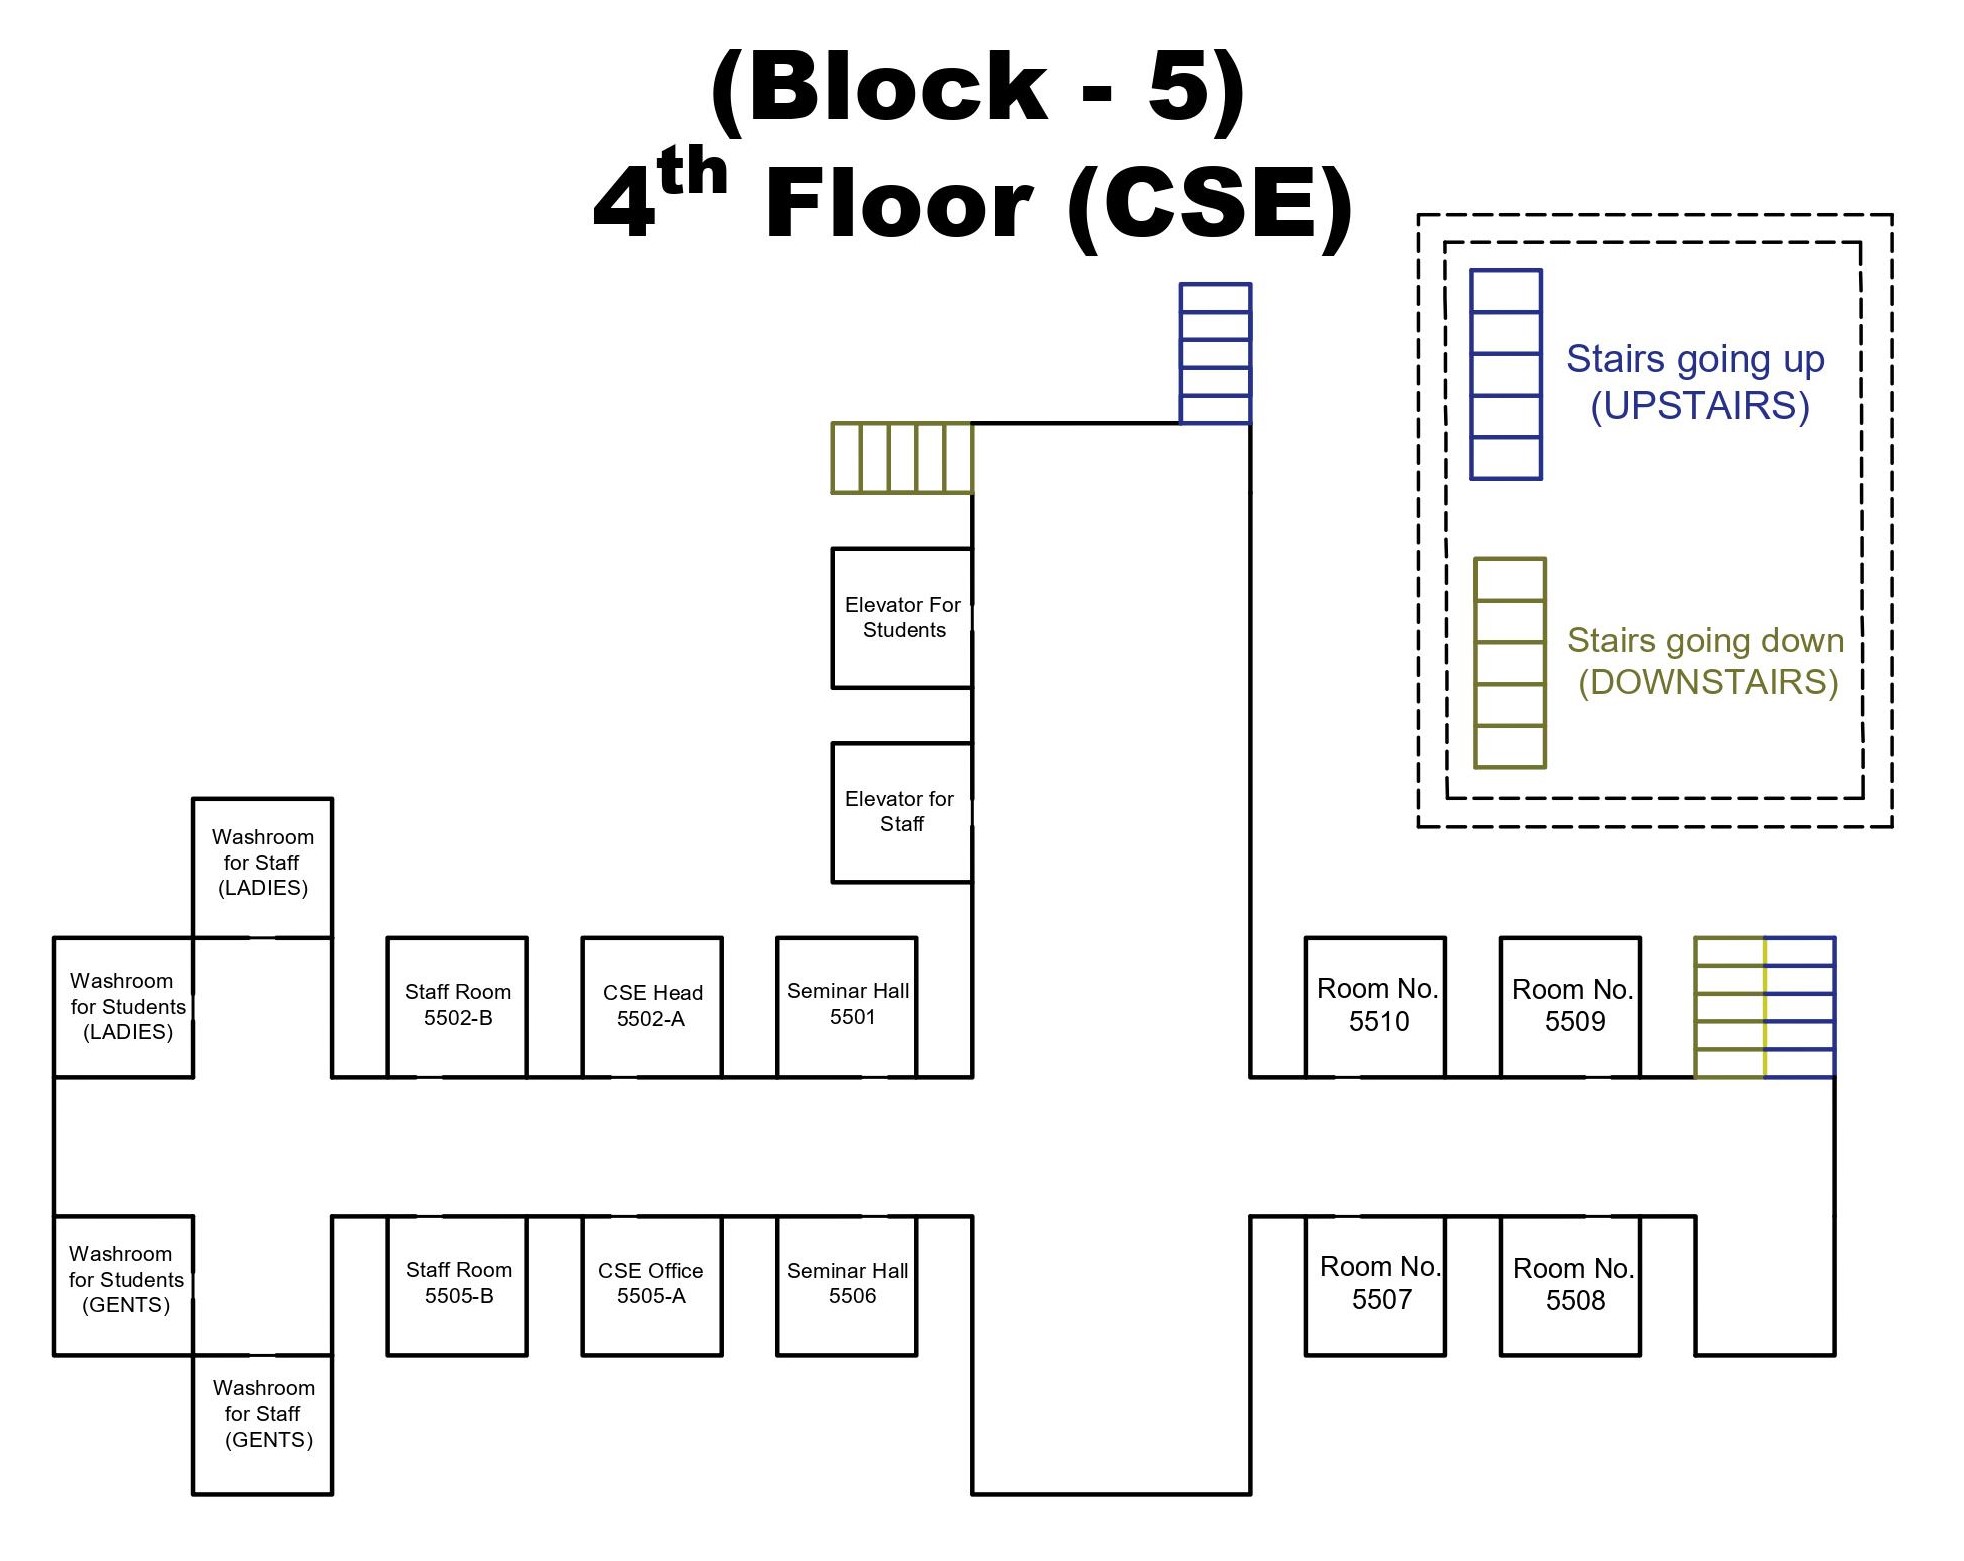 (Block - 5)
4th Floor (CSE)
Stairs going up
(UPSTAIRS)
Stairs going down
(DOWNSTAIRS)
Elevator For
Students
Elevator for
Staff
Washroom
for Staff
(LADIES)
Washroom
for Students
(LADIES)
Staff Room
5502-B
CSE Head
5502-A
Seminar Hall
5501
Room No.
5510
Room No.
5509
Washroom
for Students
(GENTS)
Staff Room
5505-B
CSE Office
5505-A
Seminar Hall
5506
Room No.
5507
Room No.
5508
Washroom
for Staff
(GENTS)